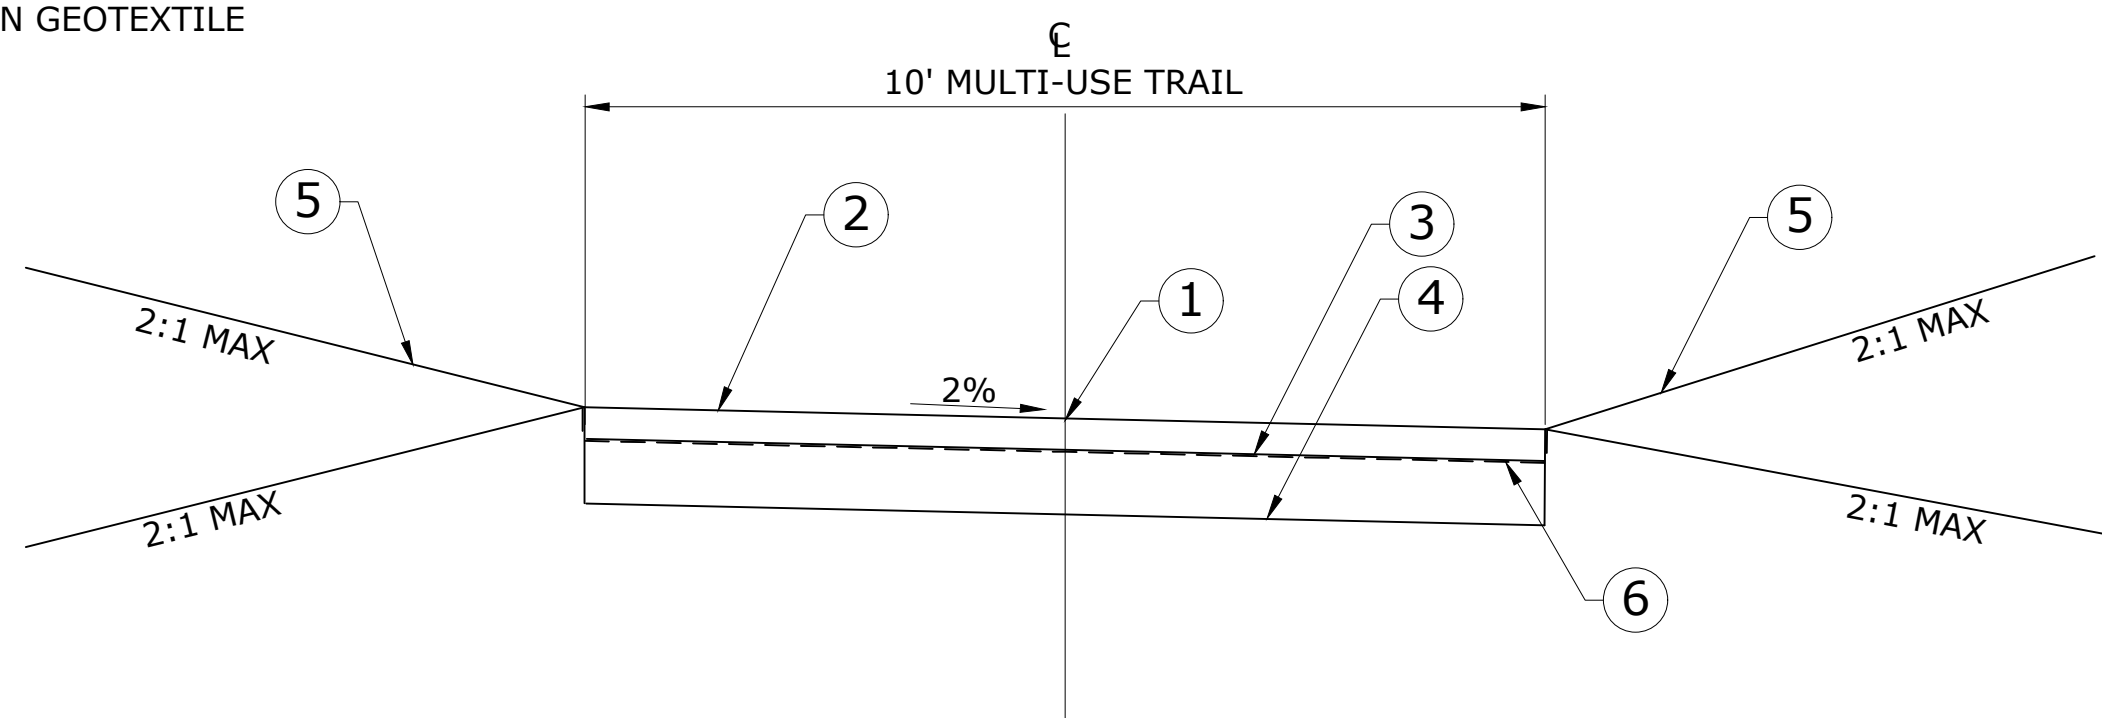 N GEOTEXTILE
℄
10' MULTI-USE TRAIL
5
2
3
5
1
4
2:1 MAX
2:1 MAX
2%
2:1 MAX
2:1 MAX
6